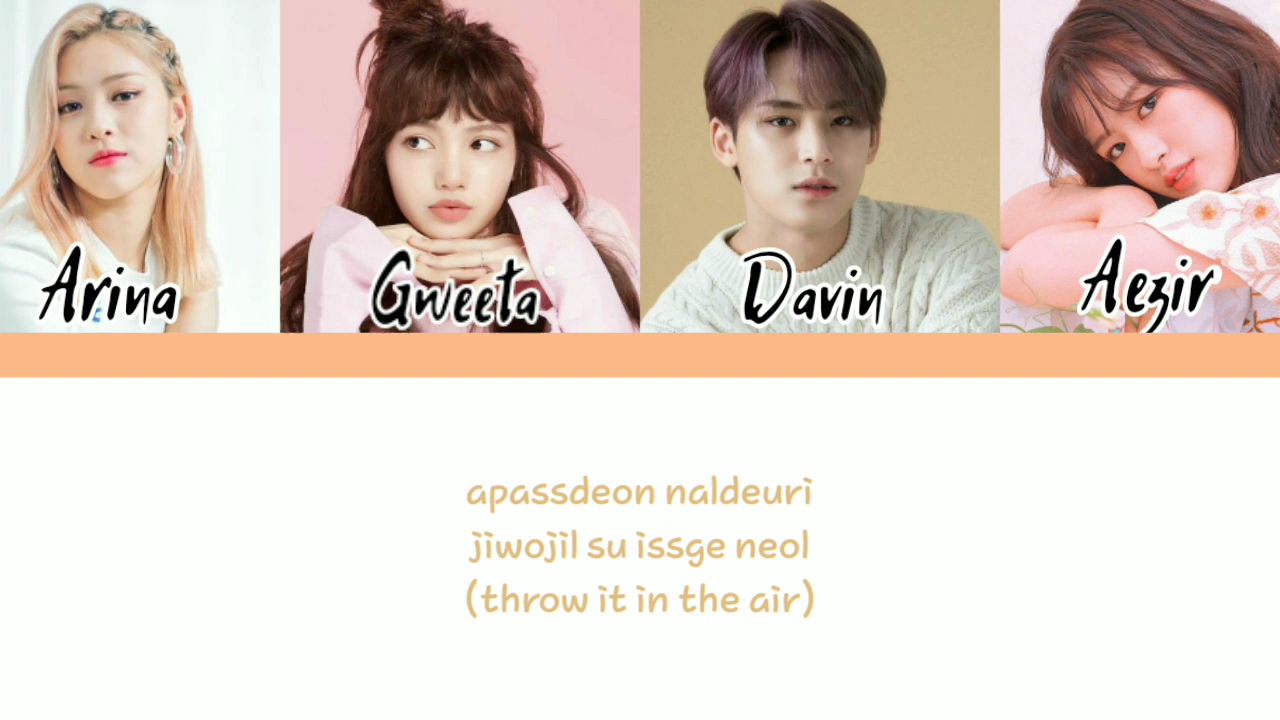 Arina
Gweeta
Davin
Aezir
apassdeon naldeuri
jiwojil su issge neol
(throw it in the air)